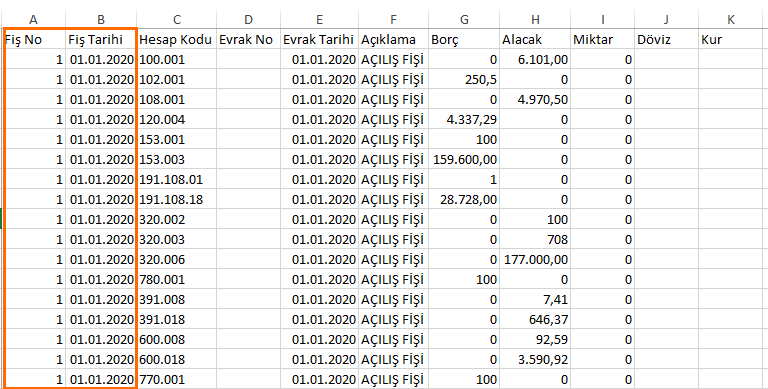 A B C D E F G H I J K
Fiş No Fiş Tarihi Hesap Kodu Evrak No Evrak Tarihi Açıklama Borç Alacak Miktar Döviz Kur
1 01.01.2020 100.001 01.01.2020 AÇILIŞ FİŞİ 0 6.101,00 0
1 01.01.2020 102.001 01.01.2020 AÇILIŞ FİŞİ 250,5 0 0
1 01.01.2020 108.001 01.01.2020 AÇILIŞ FİŞİ 0 4.970,50 0
1 01.01.2020 120.004 01.01.2020 AÇILIŞ FİŞİ 4.337,29 0 0
1 01.01.2020 153.001 01.01.2020 AÇILIŞ FİŞİ 100 0 0
1 01.01.2020 153.003 01.01.2020 AÇILIŞ FİŞİ 159.600,00 0 0
1 01.01.2020 191.108.01 01.01.2020 AÇILIŞ FİŞİ 1 0 0
1 01.01.2020 191.108.18 01.01.2020 AÇILIŞ FİŞİ 28.728,00 0 0
1 01.01.2020 320.002 01.01.2020 AÇILIŞ FİŞİ 0 100 0
1 01.01.2020 320.003 01.01.2020 AÇILIŞ FİŞİ 0 708 0
1 01.01.2020 320.006 01.01.2020 AÇILIŞ FİŞİ 0 177.000,00 0
1 01.01.2020 780.001 01.01.2020 AÇILIŞ FİŞİ 100 0 0
1 01.01.2020 391.008 01.01.2020 AÇILIŞ FİŞİ 0 7,41 0
1 01.01.2020 391.018 01.01.2020 AÇILIŞ FİŞİ 0 646,37 0
1 01.01.2020 600.008 01.01.2020 AÇILIŞ FİŞİ 0 92,59 0
1 01.01.2020 600.018 01.01.2020 AÇILIŞ FİŞİ 0 3.590,92 0
1 01.01.2020 770.001 01.01.2020 AÇILIŞ FİŞİ 100 0 0